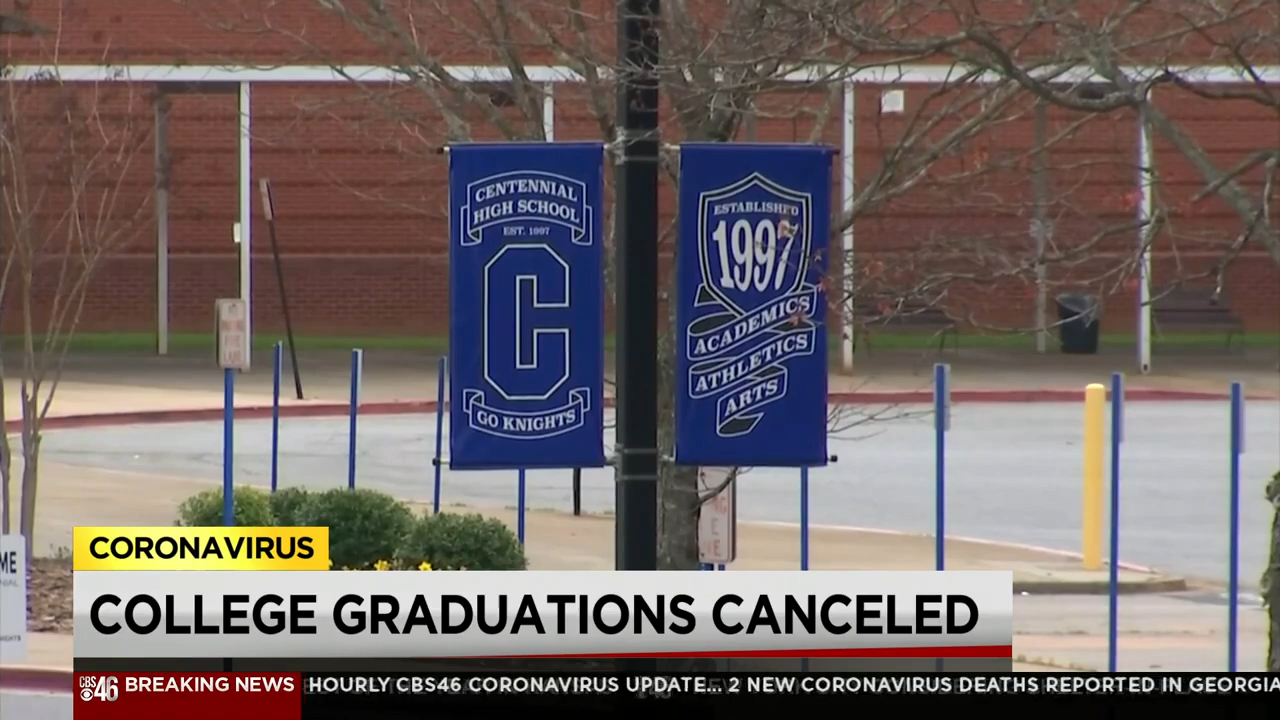 CENTENNIAL
HIGH SCHOOL
EST. 1997
C
GO KNIGHTS
ESTABLISHED
1997
ACADEMICS
ATHLETICS
ARTS
CORONAVIRUS
COLLEGE GRADUATIONS CANCELED
CBS 46 BREAKING NEWS HOURLY CBS46 CORONAVIRUS UPDATE... 2 NEW CORONAVIRUS DEATHS REPORTED IN GEORGIA